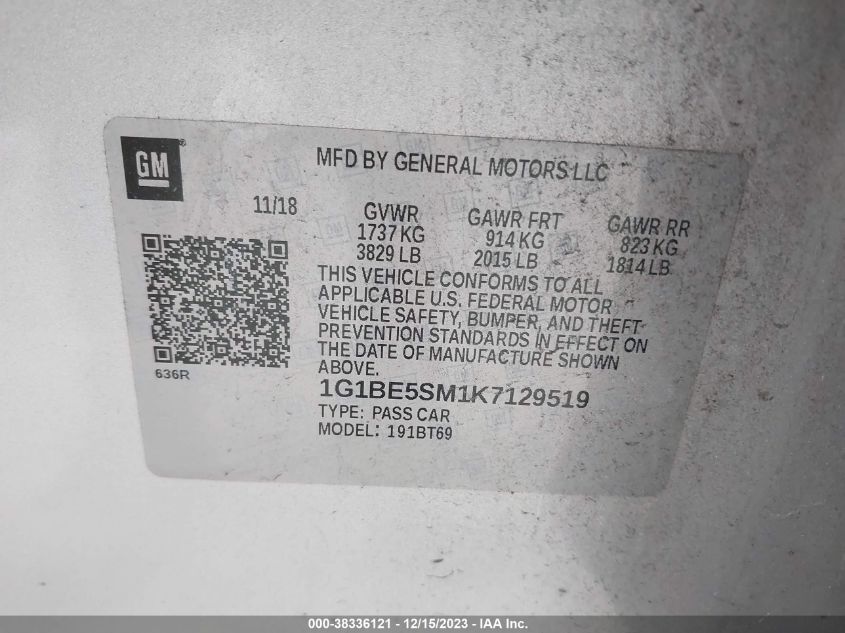 GM
MFD BY GENERAL MOTORS LLC
11/18
GVWR GAWR FRT GAWR RR
1737 KG 914 KG 823 KG
3829 LB 2015 LB 1814 LB
THIS VEHICLE CONFORMS TO ALL
APPLICABLE U.S. FEDERAL MOTOR
VEHICLE SAFETY, BUMPER, AND THEFT
PREVENTION STANDARDS IN EFFECT ON
THE DATE OF MANUFACTURE SHOWN
ABOVE.
636R
1G1BE5SM1K7129519
TYPE: PASS CAR
MODEL: 191BT69
000-38336121 - 12/15/2023 - IAA Inc.